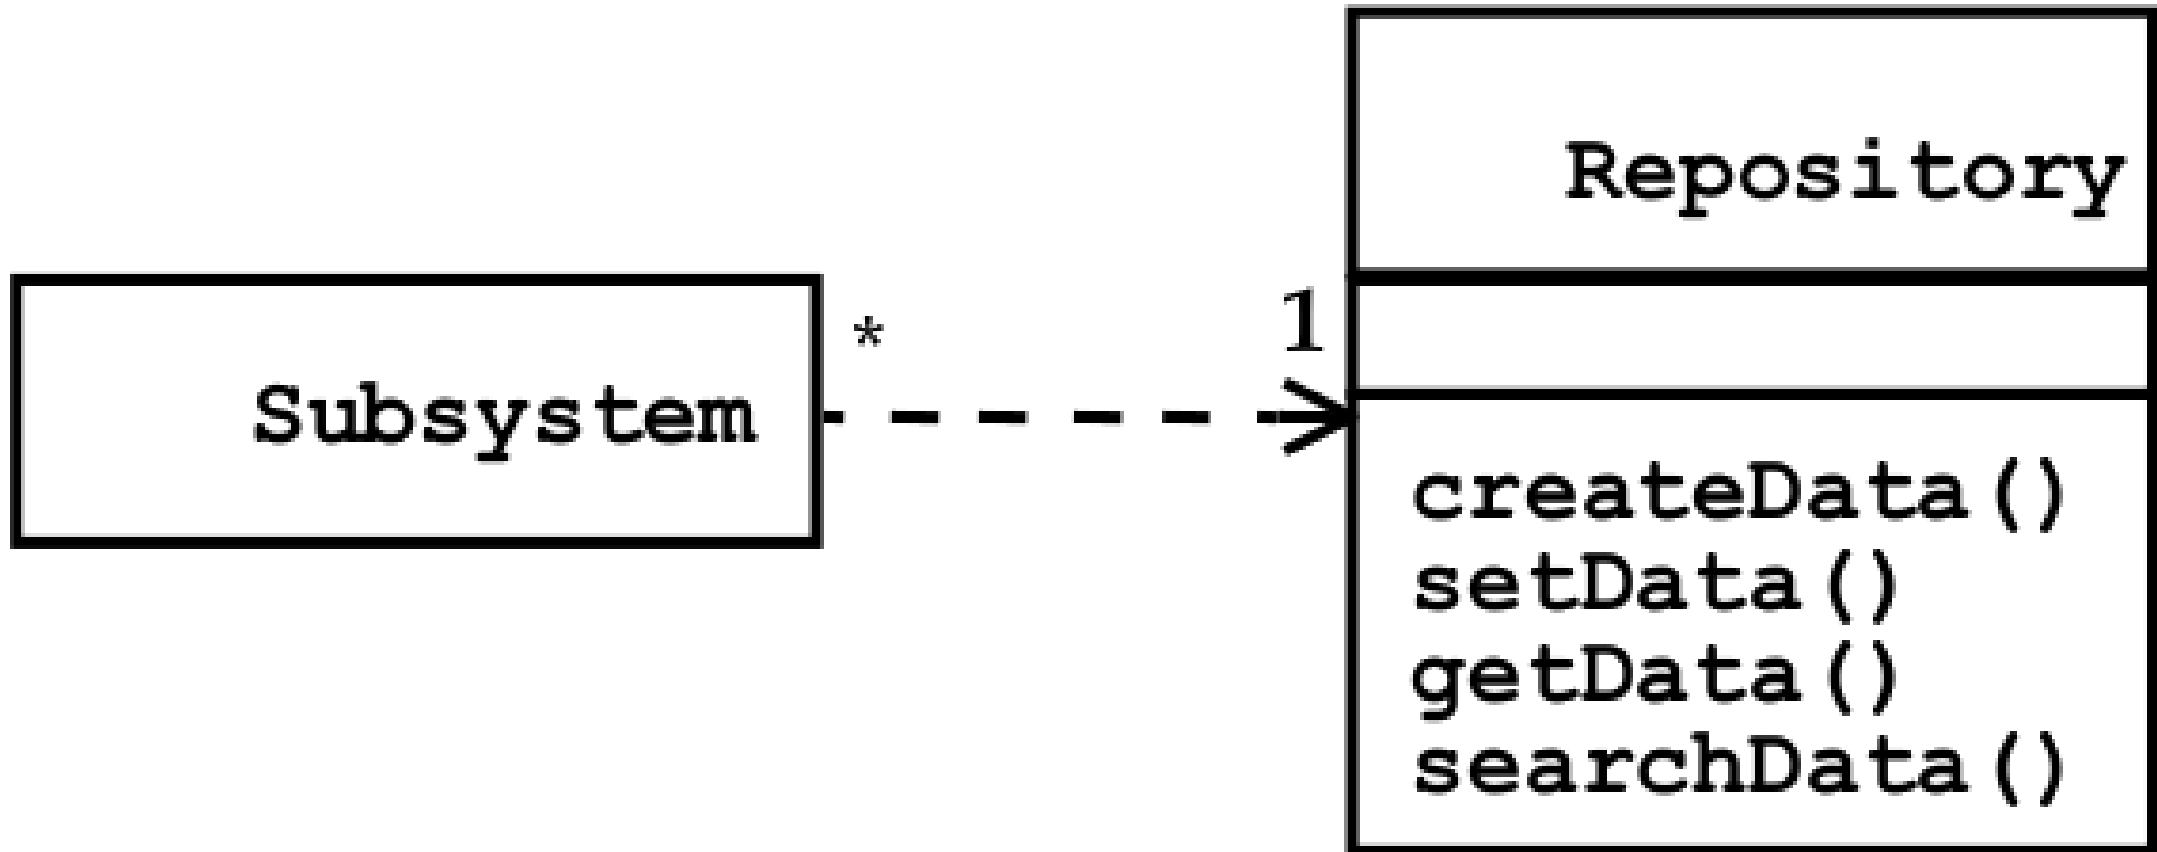 Repository
1
*
Subsystem
createData()
setData()
getData()
searchData()